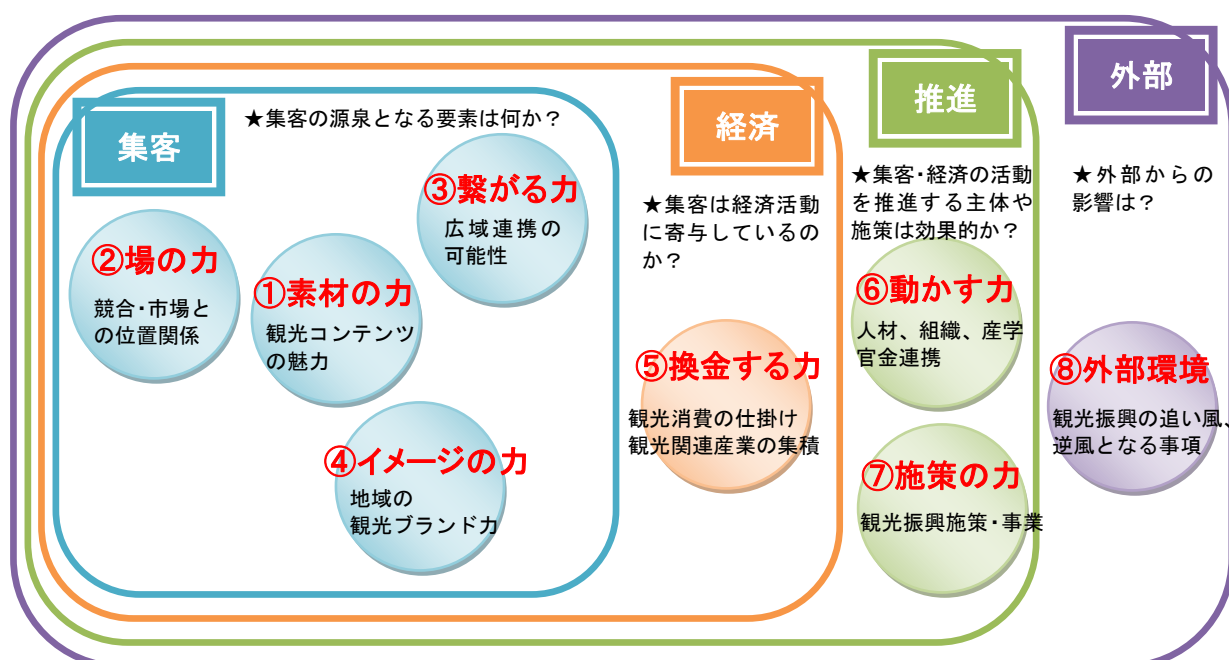 集客
★集客の源泉となる要素は何か？
③繋がる力
広域連携の
可能性
②場の力
競合・市場と
の位置関係
①素材の力
観光コンテンツ
の魅力
④イメージの力
地域の
観光ブランド力
経済
★集客は経済活動
に寄与しているの
か？
⑤換金する力
観光消費の仕掛け
観光関連産業の集積
推進
★集客・経済の活動
を推進する主体や
施策は効果的か？
⑥動かす力
人材、組織、産学
官金連携
⑦施策の力
観光振興施策・事業
外部
★外部からの
影響は？
⑧外部環境
観光振興の追い風、
逆風となる事項